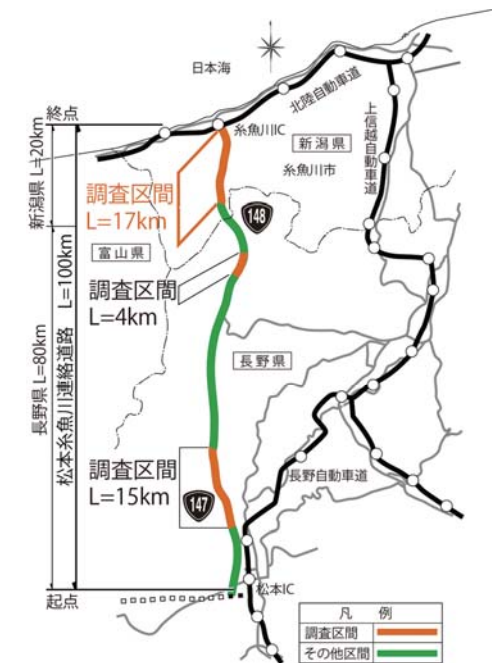 日本海
北陸自動車道
終点
糸魚川IC
新潟県
糸魚川市
上信越自動車道
新潟県 L=20km
調査区間
L=17km
148
富山県
調査区間
L=4km
L=100km
松本糸魚川連絡道路
長野県 L=80km
長野県
調査区間
L=15km
147
長野自動車道
起点
松本IC
凡 例
調査区間
その他区間